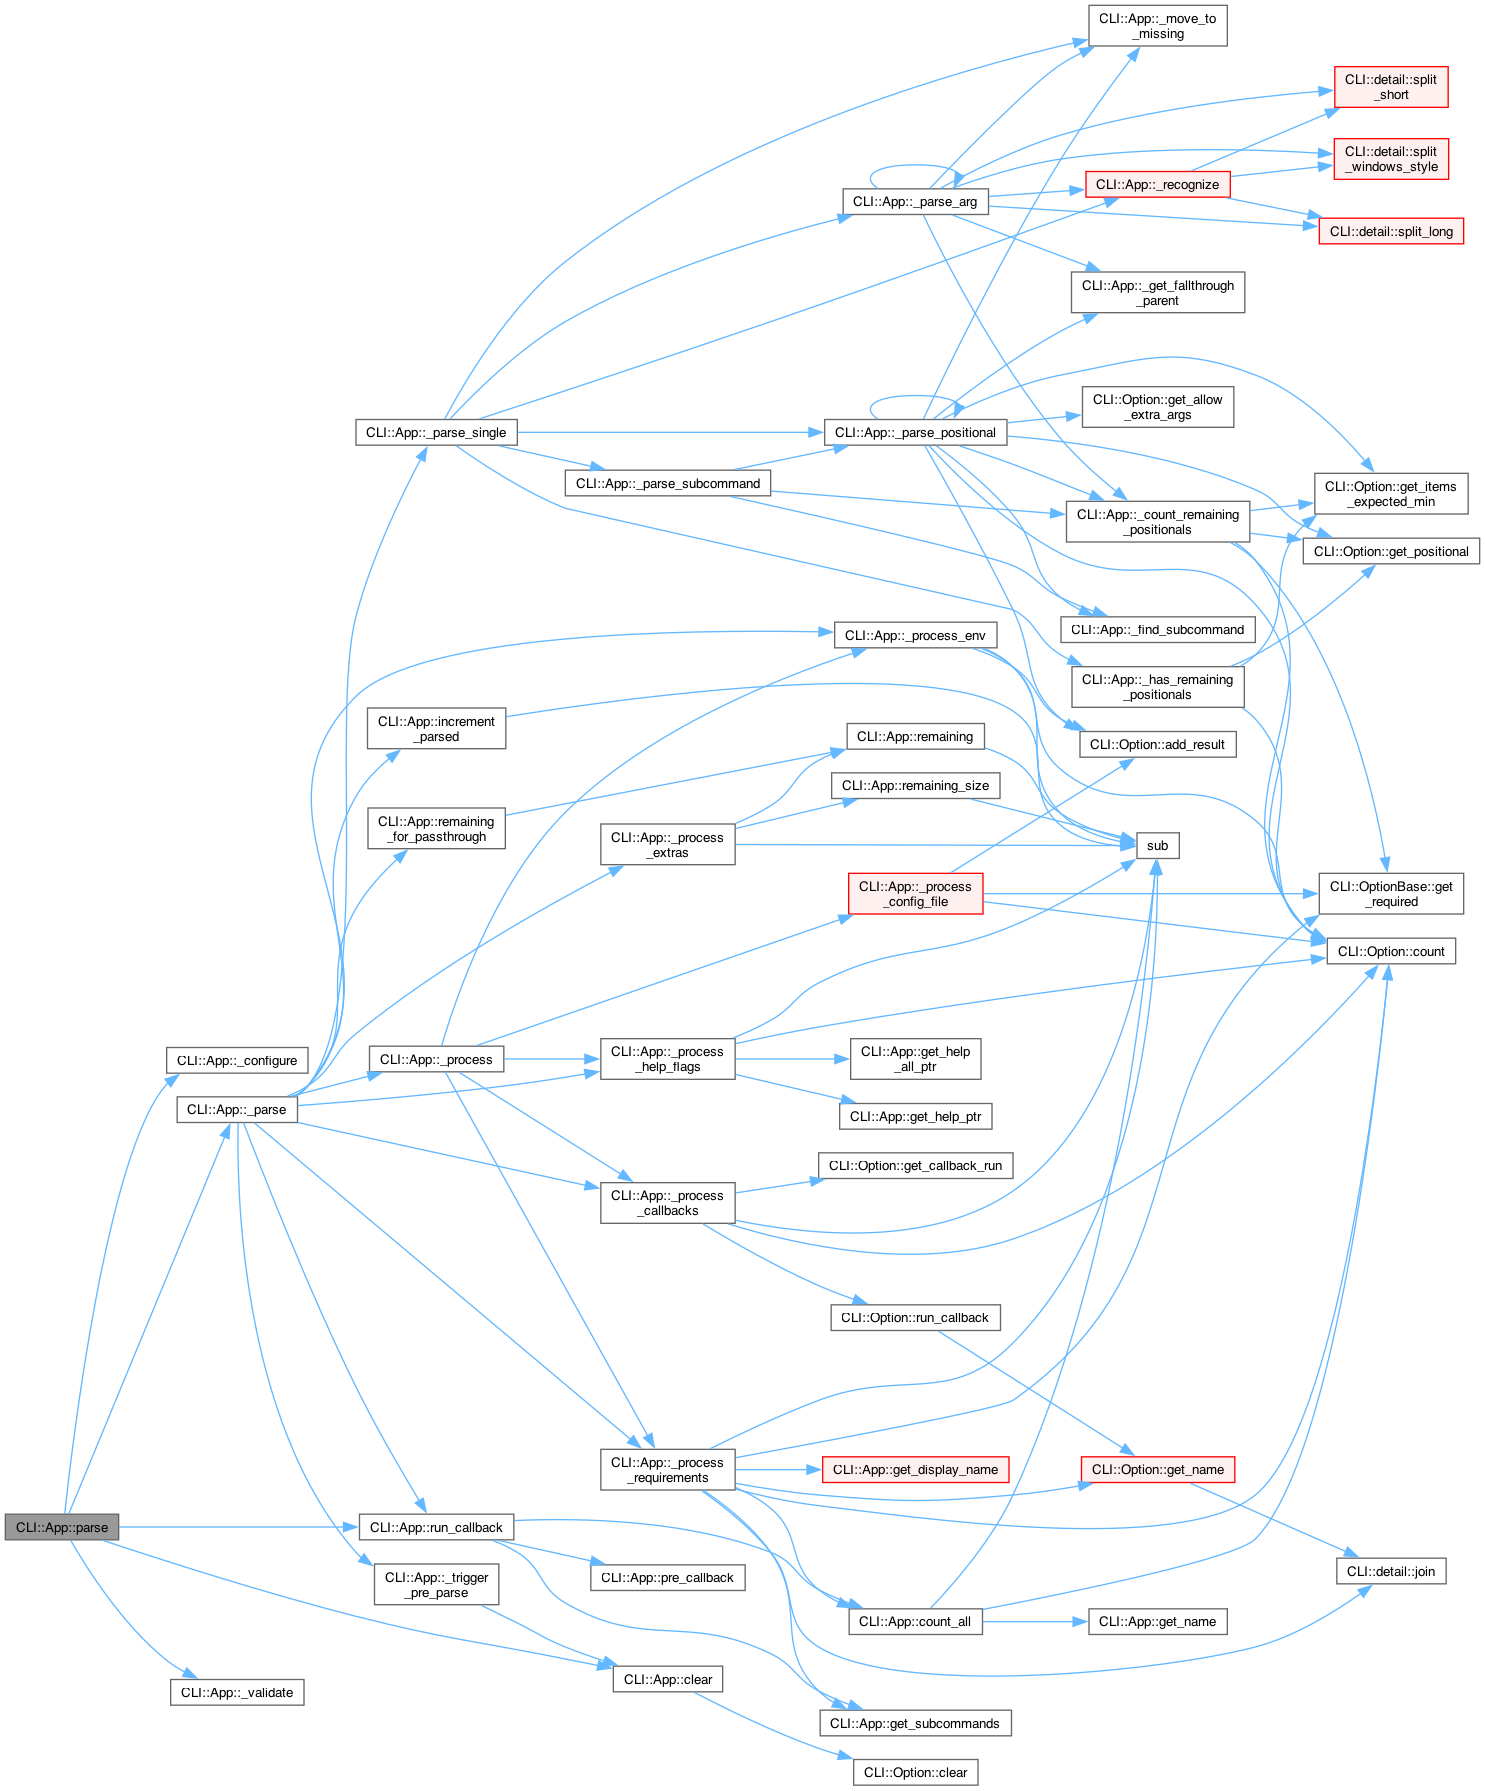 CLI::App::_move_to
_missing
CLI::detail::split
_short
CLI::detail::split
_windows_style
CLI::App::_recognize
CLI::App::_parse_arg
CLI::detail::split_long
CLI::App::_get_fallthrough
_parent
CLI::Option::get_allow
_extra_args
CLI::App::_parse_single
CLI::App::_parse_positional
CLI::App::_parse_subcommand
CLI::Option::get_items
_expected_min
CLI::App::_count_remaining
_positionals
CLI::Option::get_positional
CLI::App::_find_subcommand
CLI::App::_process_env
CLI::App::_has_remaining
_positionals
CLI::App::increment
_parsed
CLI::App::remaining
CLI::Option::add_result
CLI::App::remaining_size
CLI::App::remaining
_for_passthrough
CLI::App::_process
_extras
sub
CLI::App::_process
_config_file
CLI::OptionBase::get
_required
CLI::Option::count
CLI::App::_configure
CLI::App::_process
CLI::App::_process
_help_flags
CLI::App::get_help
_all_ptr
CLI::App::_parse
CLI::App::get_help_ptr
CLI::Option::get_callback_run
CLI::App::_process
_callbacks
CLI::Option::run_callback
CLI::App::_process
_requirements
CLI::App::get_display_name
CLI::Option::get_name
CLI::App::parse
CLI::App::run_callback
CLI::App::_trigger
_pre_parse
CLI::App::pre_callback
CLI::detail::join
CLI::App::count_all
CLI::App::get_name
CLI::App::_validate
CLI::App::clear
CLI::App::get_subcommands
CLI::Option::clear